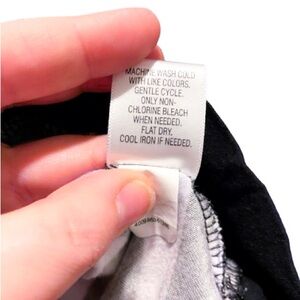 MACHINE WASH COLD
WITH LIKE COLORS.
GENTLE CYCLE.
ONLY NON-
CHLORINE BLEACH
WHEN NEEDED.
FLAT DRY.
COOL IRON IF NEEDED.